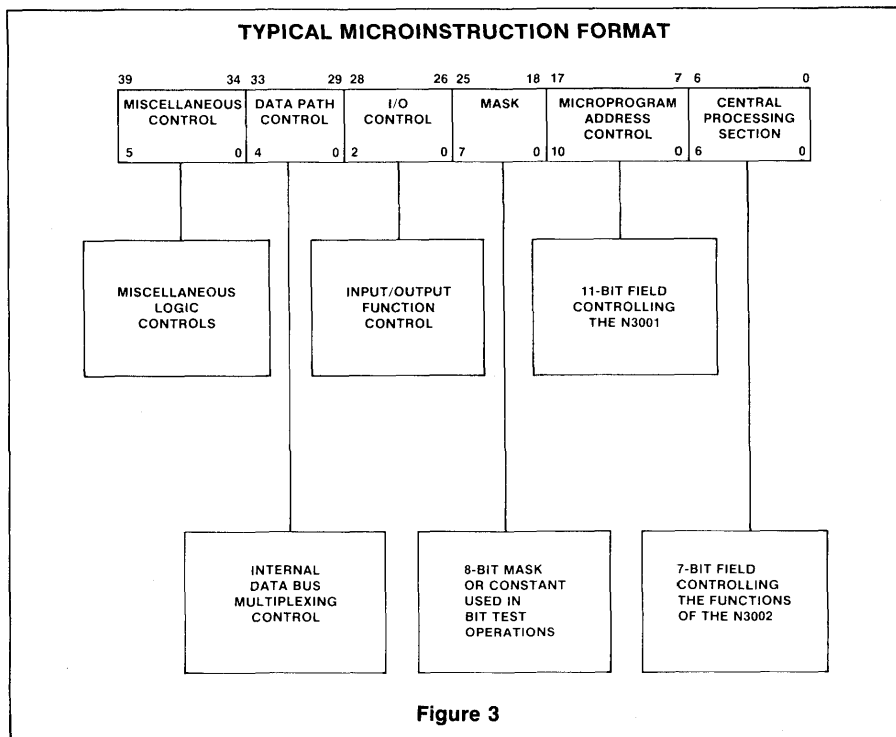 TYPICAL MICROINSTRUCTION FORMAT
39 34 33 29 28 26 25 18 17 7 6 0
MISCELLANEOUS CONTROL
5 0
DATA PATH CONTROL
4 0
I/O CONTROL
2 0
MASK
7 0
MICROPROGRAM ADDRESS CONTROL
10 0
CENTRAL PROCESSING SECTION
6 0
MISCELLANEOUS
LOGIC
CONTROLS
INPUT/OUTPUT
FUNCTION
CONTROL
11-BIT FIELD
CONTROLLING
THE N3001
INTERNAL
DATA BUS
MULTIPLEXING
CONTROL
8-BIT MASK
OR CONSTANT
USED IN
BIT TEST
OPERATIONS
7-BIT FIELD
CONTROLLING
THE FUNCTIONS
OF THE N3002
Figure 3